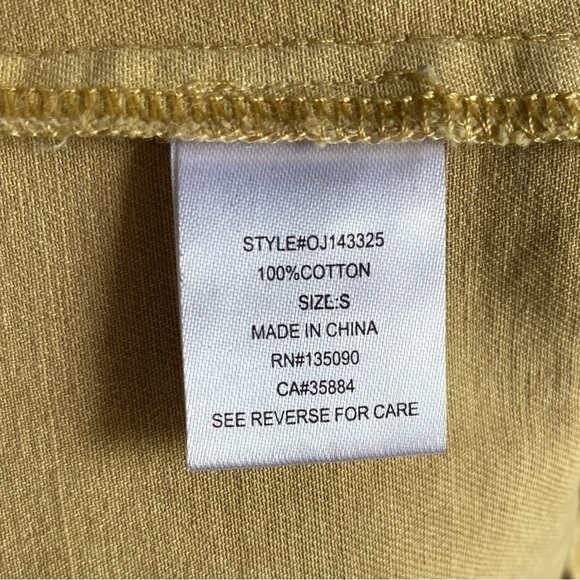 STYLE#OJ143325
100%COTTON
SIZE:S
MADE IN CHINA
RN#135090
CA#35884
SEE REVERSE FOR CARE